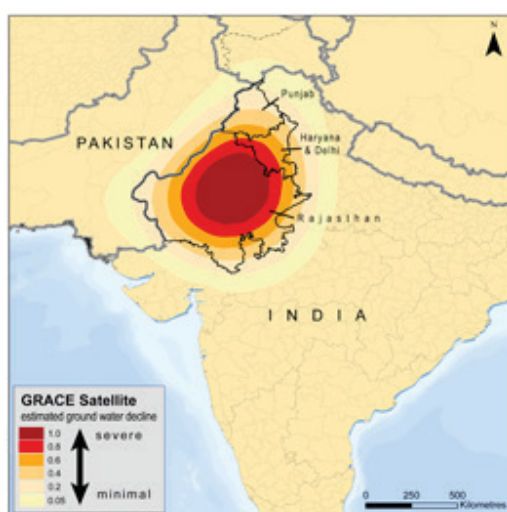 N
Punjab
PAKISTAN
Haryana
& Delhi
Rajasthan
INDIA
GRACE Satellite
estimated ground water decline
1.0
severe
0.8
0.6
0.4
0.2
minimal
0.05
0 250 500
Kilometres